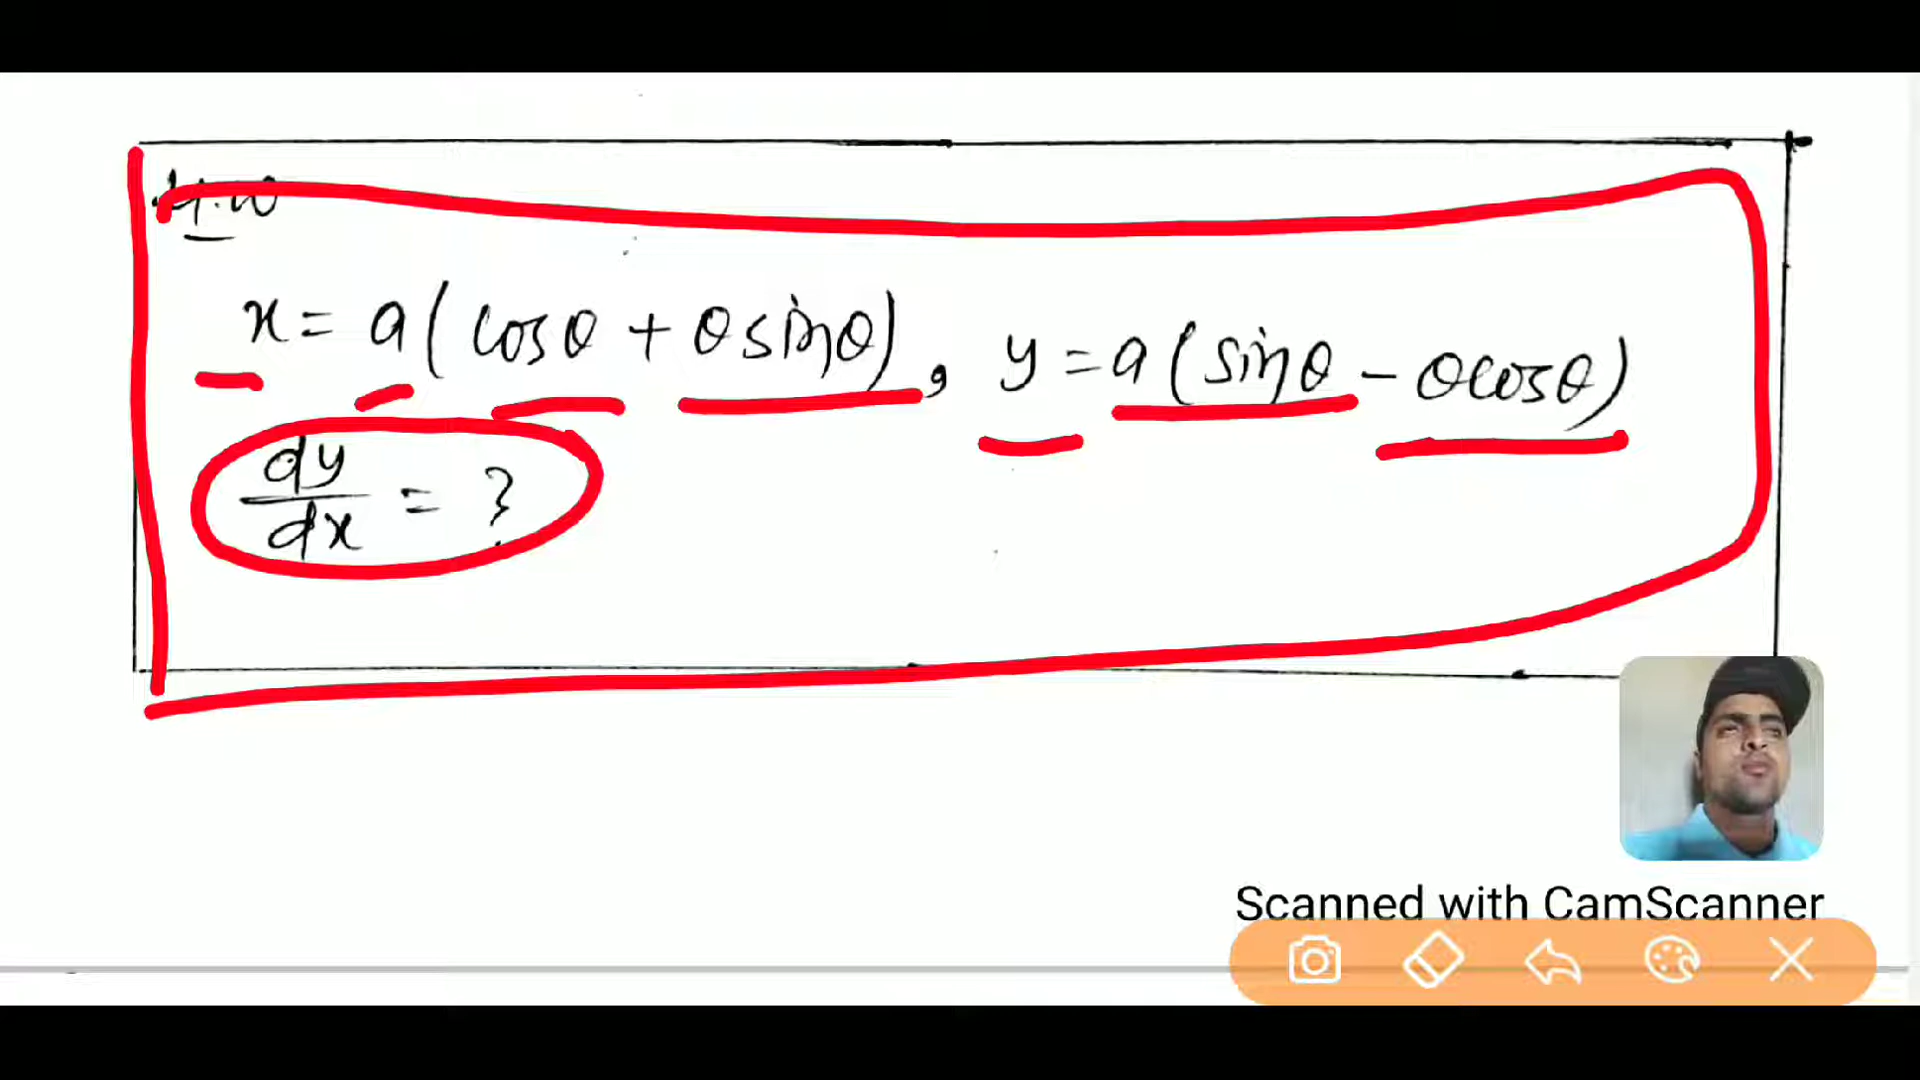 H.W
x = a(cosθ + θsinθ), y = a(sinθ - θcosθ)
dy/dx = ?
Scanned with CamScanner